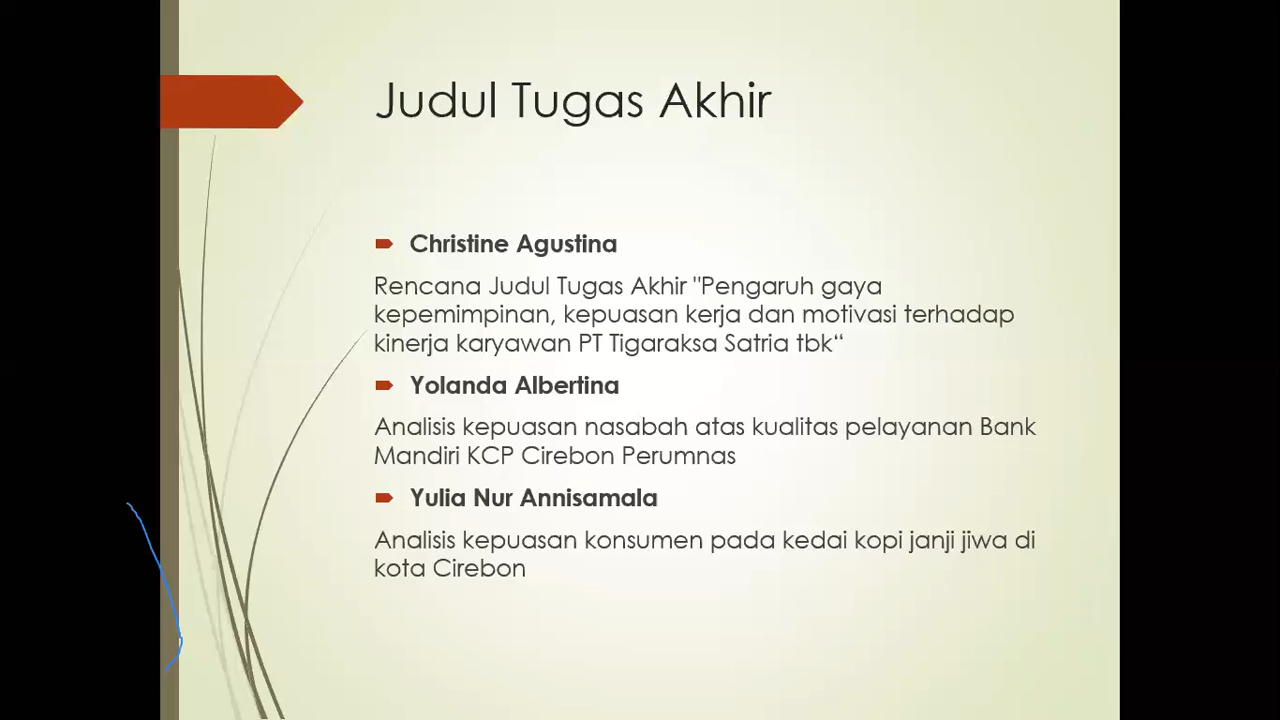 Judul Tugas Akhir
Christine Agustina
Rencana Judul Tugas Akhir "Pengaruh gaya
kepemimpinan, kepuasan kerja dan motivasi terhadap
kinerja karyawan PT Tigaraksa Satria tbk“
Yolanda Albertina
Analisis kepuasan nasabah atas kualitas pelayanan Bank
Mandiri KCP Cirebon Perumnas
Yulia Nur Annisamala
Analisis kepuasan konsumen pada kedai kopi janji jiwa di
kota Cirebon